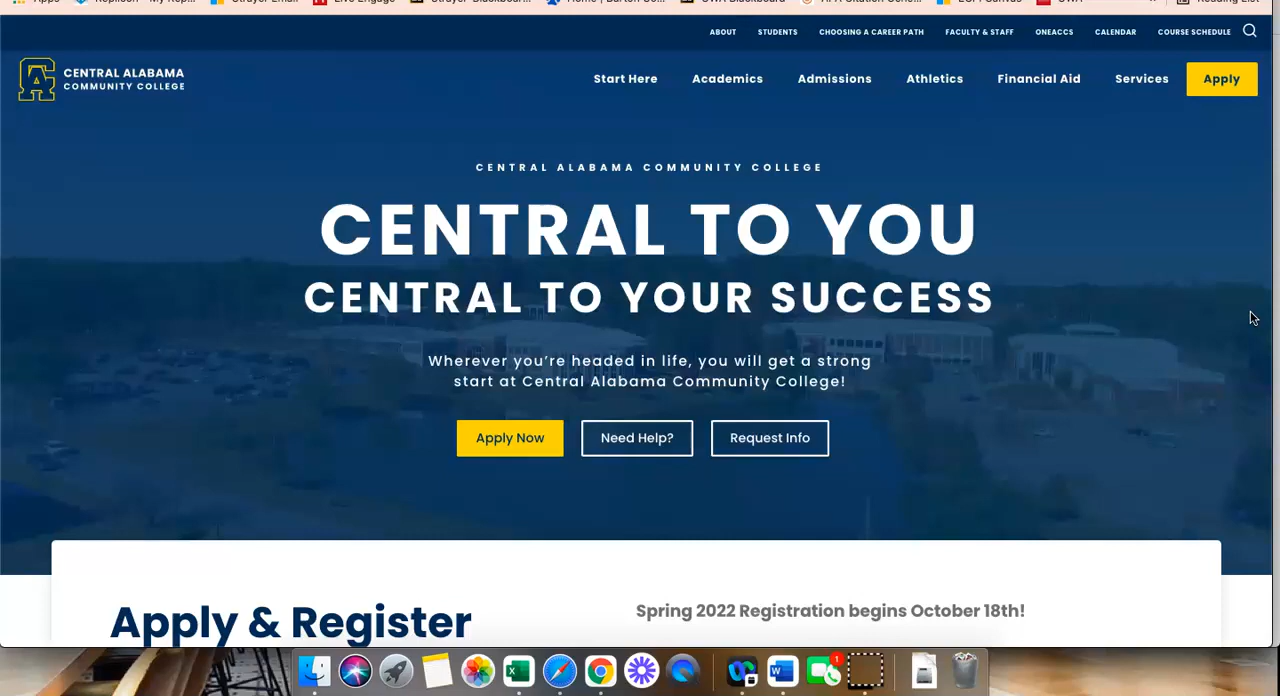 ABOUT STUDENTS CHOOSING A CAREER PATH FACULTY & STAFF ONEACCS CALENDAR COURSE SCHEDULE
CENTRAL ALABAMA
COMMUNITY COLLEGE
Start Here Academics Admissions Athletics Financial Aid Services Apply
CENTRAL ALABAMA COMMUNITY COLLEGE
CENTRAL TO YOU
CENTRAL TO YOUR SUCCESS
Wherever you're headed in life, you will get a strong
start at Central Alabama Community College!
Apply Now Need Help? Request Info
Apply & Register
Spring 2022 Registration begins October 18th!
1